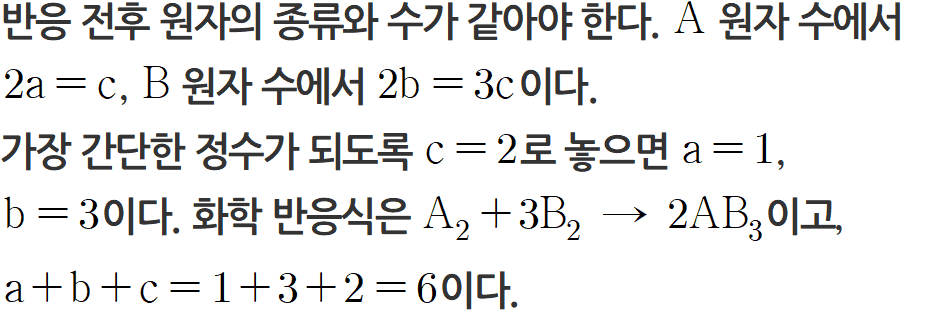 반응 전후 원자의 종류와 수가 같아야 한다. A 원자 수에서
2a = c, B 원자 수에서 2b = 3c이다.
가장 간단한 정수가 되도록 c = 2로 놓으면 a = 1,
b = 3이다. 화학 반응식은 A₂ + 3B₂ → 2AB₃이고,
a + b + c = 1 + 3 + 2 = 6이다.